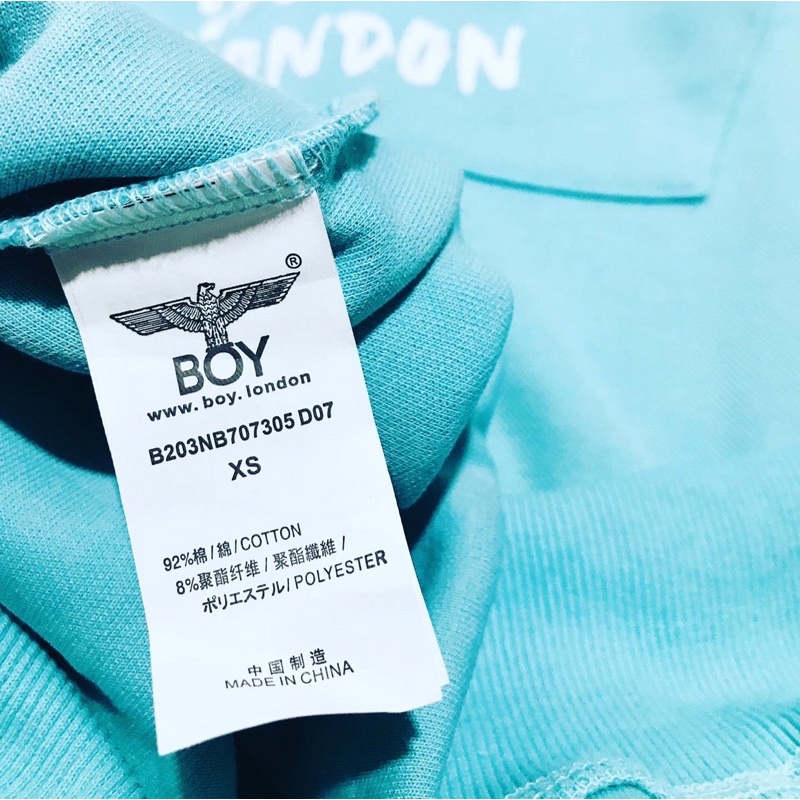 LONDON
®
BOY
www.boy.london
B203NB707305 D07
XS
92%棉/綿/COTTON
8%聚酯纤维/聚酯纖維/
ポリエステル/POLYESTER
中国制造
MADE IN CHINA